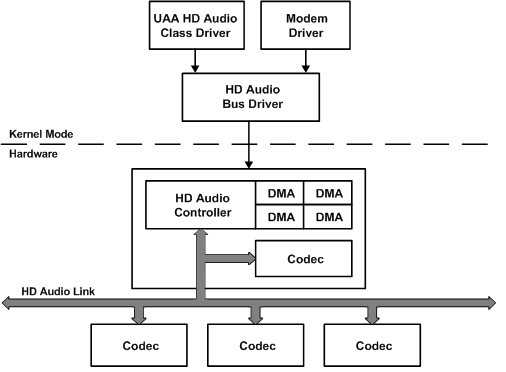 UAA HD Audio
Class Driver
Modem
Driver
HD Audio
Bus Driver
Kernel Mode
Hardware
HD Audio
Controller
DMA
DMA
DMA
DMA
Codec
HD Audio Link
Codec
Codec
Codec